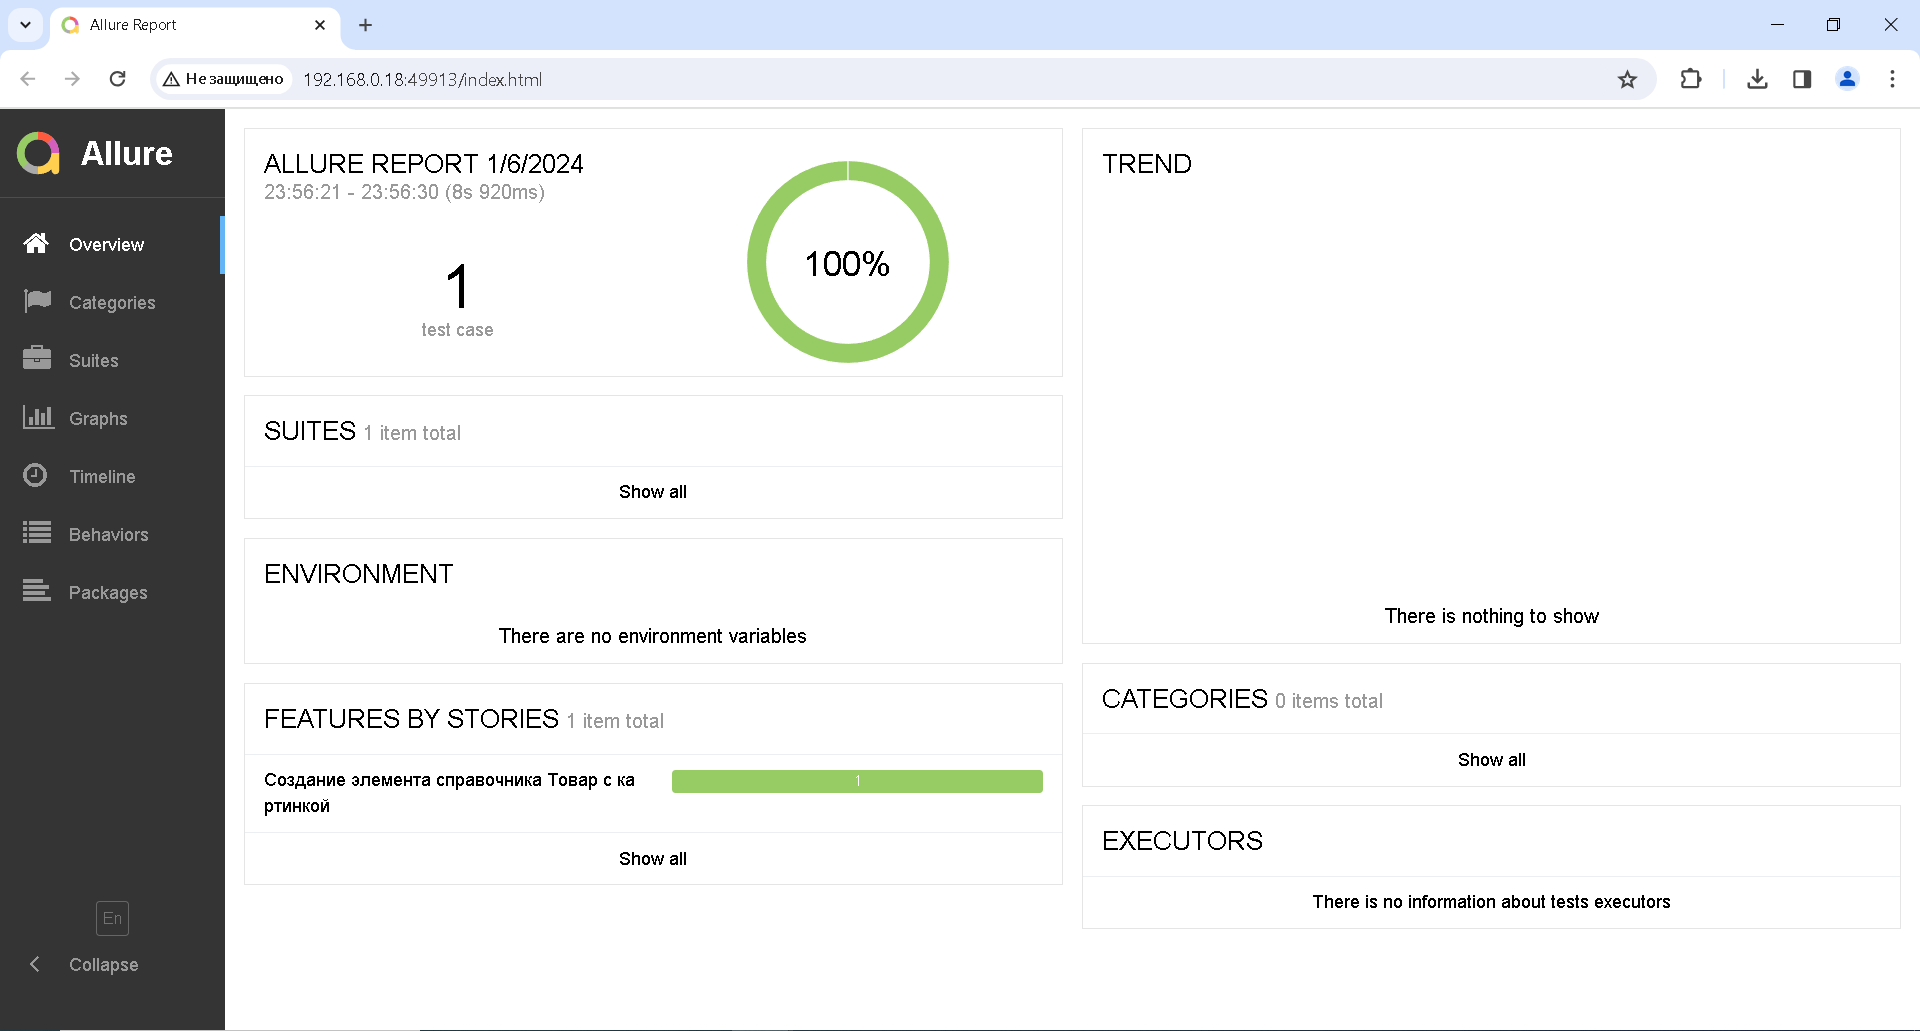 Allure Report
Не защищено
192.168.0.18:49913/index.html
Allure
Overview
Categories
Suites
Graphs
Timeline
Behaviors
Packages
En
Collapse
ALLURE REPORT 1/6/2024
23:56:21 - 23:56:30 (8s 920ms)
1
test case
100%
SUITES 1 item total
Show all
ENVIRONMENT
There are no environment variables
FEATURES BY STORIES 1 item total
Создание элемента справочника Товар с ка
ртинкой
1
Show all
TREND
There is nothing to show
CATEGORIES 0 items total
Show all
EXECUTORS
There is no information about tests executors